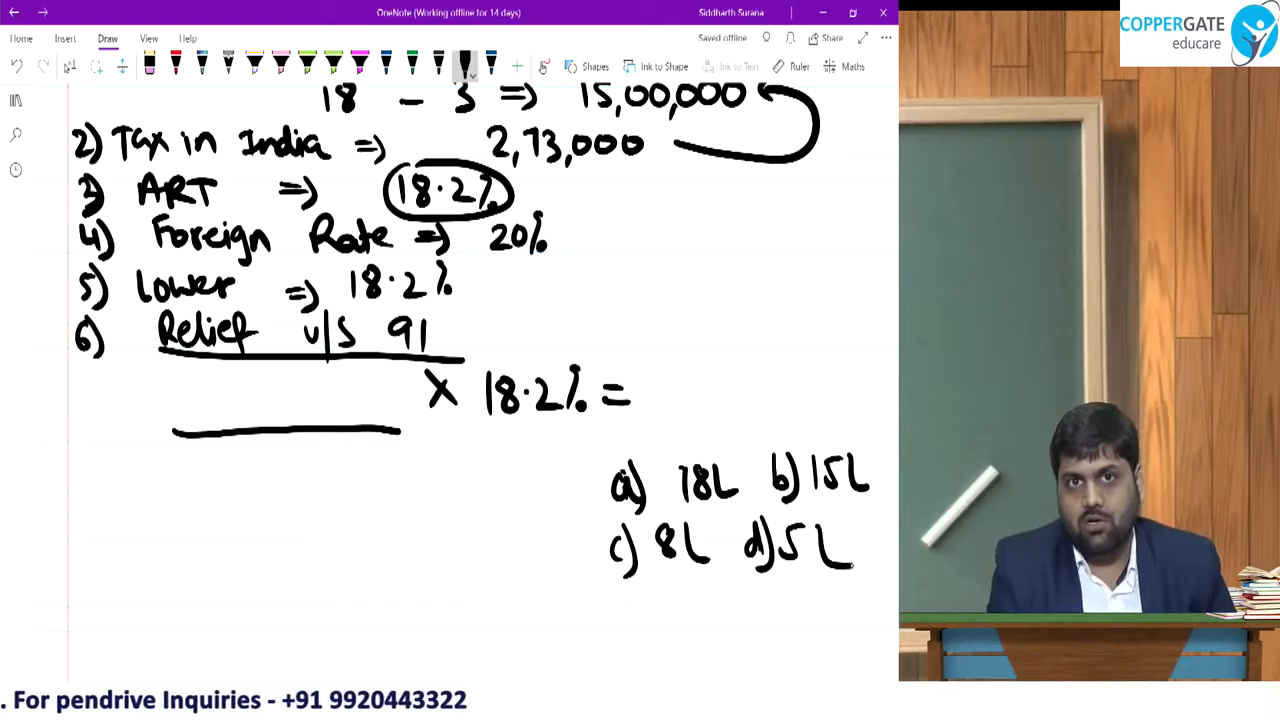 OneNote (Working offline for 14 days)
Siddharth Surana
COPPERGATE
educare
Home Insert Draw View Help
Saved offline
Share
Shapes
Ink to Shape
Ink to Text
Ruler
Maths
18 - 3 => 15,00,000
2) Tax in India => 2,73,000
3) ART => 18.2%
4) Foreign Rate => 20%
5) Lower => 18.2%
6) Relief u/s 91
X 18.2% =
a) 18L b) 15L
c) 8L d) 5L
. For pendrive Inquiries - +91 9920443322